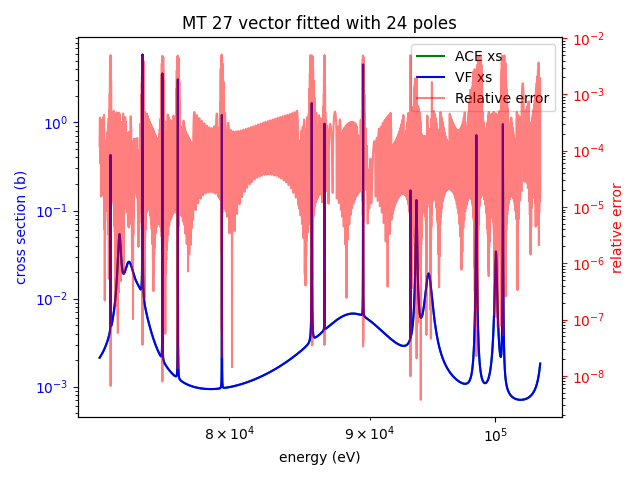 MT 27 vector fitted with 24 poles
ACE xs
VF xs
Relative error
10⁰
10⁻¹
10⁻²
10⁻³
cross section (b)
10⁻²
10⁻³
10⁻⁴
10⁻⁵
10⁻⁶
10⁻⁷
10⁻⁸
relative error
8 × 10⁴
9 × 10⁴
10⁵
energy (eV)